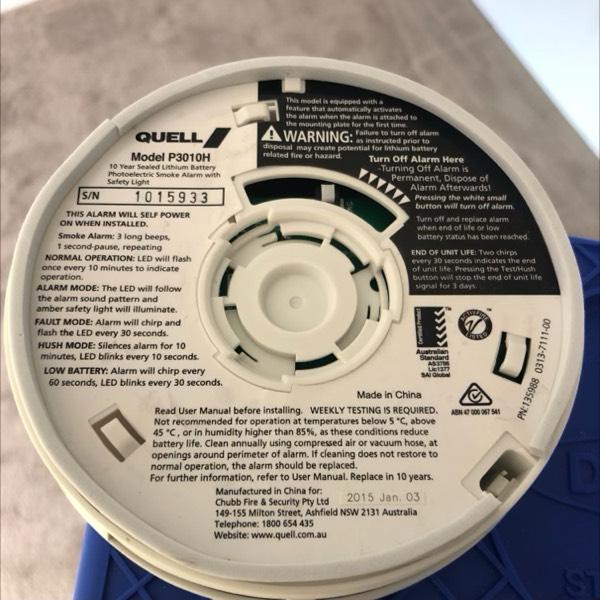 QUELL
Model P3010H
10 Year Sealed Lithium Battery
Photoelectric Smoke Alarm with
Safety Light
S/N 1015933
THIS ALARM WILL SELF POWER
ON WHEN INSTALLED.
Smoke Alarm: 3 long beeps,
1 second-pause, repeating
NORMAL OPERATION: LED will flash
once every 10 minutes to indicate
operation.
ALARM MODE: The LED will follow
the alarm sound pattern and
amber safety light will illuminate.
FAULT MODE: Alarm will chirp and
flash the LED every 30 seconds.
HUSH MODE: Silences alarm for 10
minutes, LED blinks every 10 seconds.
LOW BATTERY: Alarm will chirp every
60 seconds, LED blinks every 30 seconds.
This model is equipped with a
feature that automatically activates
the alarm when the alarm is attached to
the mounting plate for the first time.
WARNING: Failure to turn off alarm
as instructed prior to
disposal may create potential for lithium battery
related fire or hazard.
Turn Off Alarm Here
-Turning Off Alarm is
Permanent, Dispose of
Alarm Afterwards!
Pressing the white small
button will turn off alarm.
Turn off and replace alarm
when end of life or low
battery status has been reached.
END OF UNIT LIFE: Two chirps
every 30 seconds indicates the end
of unit life. Pressing the Test/Hush
button will stop the end of unit life
signal for 3 days.
Certified Product
Australian
Standard
AS3786
Lic1377
SAI Global
ACTIVFIRE
ABN 47 000 067 541
PN:135988 0313-7111-00
Made in China
Read User Manual before installing. WEEKLY TESTING IS REQUIRED.
Not recommended for operation at temperatures below 5 °C, above
45 °C, or in humidity higher than 85%, as these conditions reduce
battery life. Clean annually using compressed air or vacuum hose, at
openings around perimeter of alarm. If cleaning does not restore to
normal operation, the alarm should be replaced.
For further information, refer to User Manual. Replace in 10 years.
Manufactured in China for:
Chubb Fire & Security Pty Ltd 2015 Jan. 03
149-155 Milton Street, Ashfield NSW 2131 Australia
Telephone: 1800 654 435
Website: www.quell.com.au